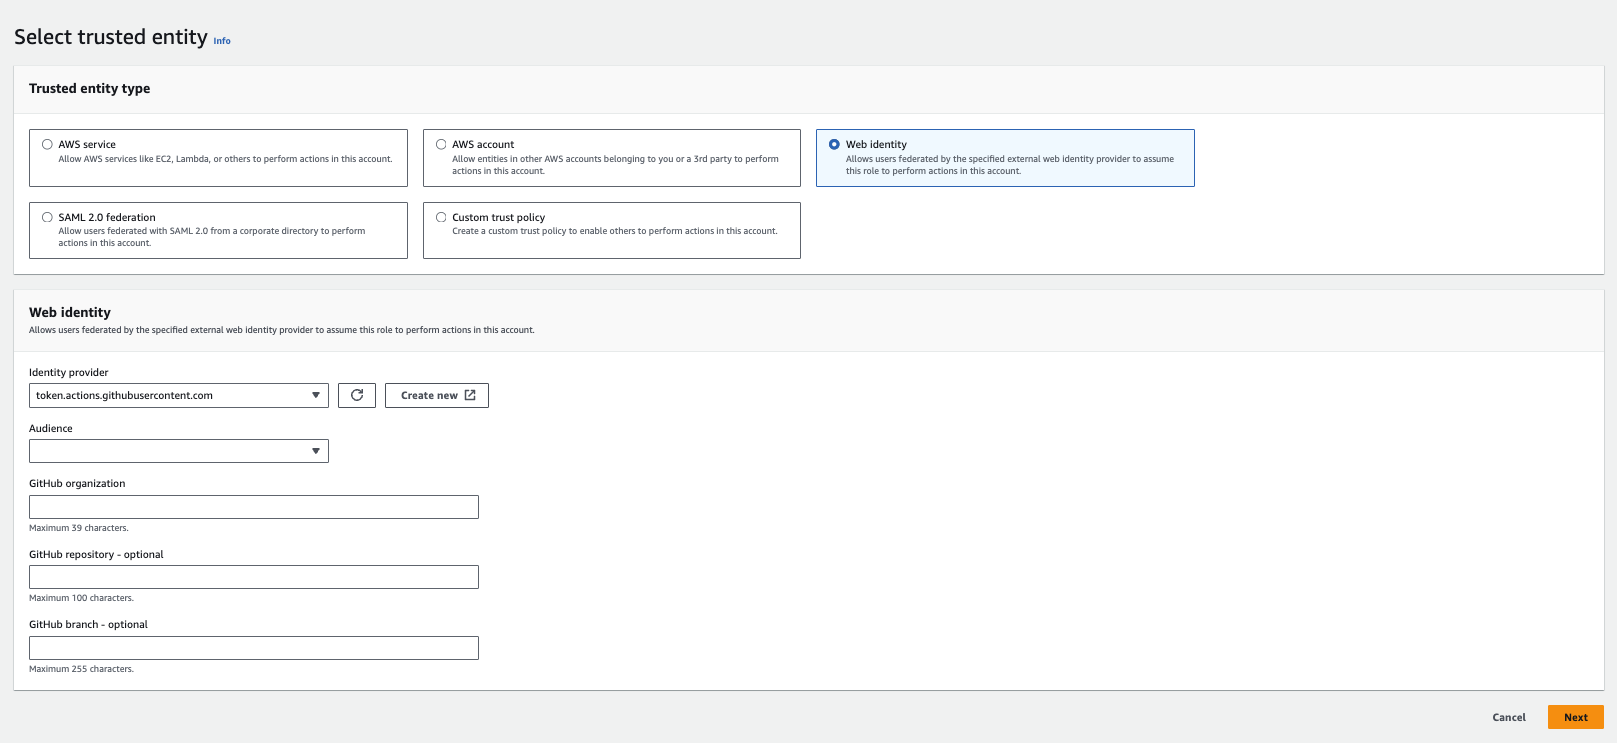 Select trusted entity Info
Trusted entity type
AWS service
Allow AWS services like EC2, Lambda, or others to perform actions in this account.
AWS account
Allow entities in other AWS accounts belonging to you or a 3rd party to perform
actions in this account.
Web identity
Allows users federated by the specified external web identity provider to assume
this role to perform actions in this account.
SAML 2.0 federation
Allow users federated with SAML 2.0 from a corporate directory to perform
actions in this account.
Custom trust policy
Create a custom trust policy to enable others to perform actions in this account.
Web identity
Allows users federated by the specified external web identity provider to assume this role to perform actions in this account.
Identity provider
token.actions.githubusercontent.com
Create new
Audience
GitHub organization
Maximum 39 characters.
GitHub repository - optional
Maximum 100 characters.
GitHub branch - optional
Maximum 255 characters.
Cancel
Next